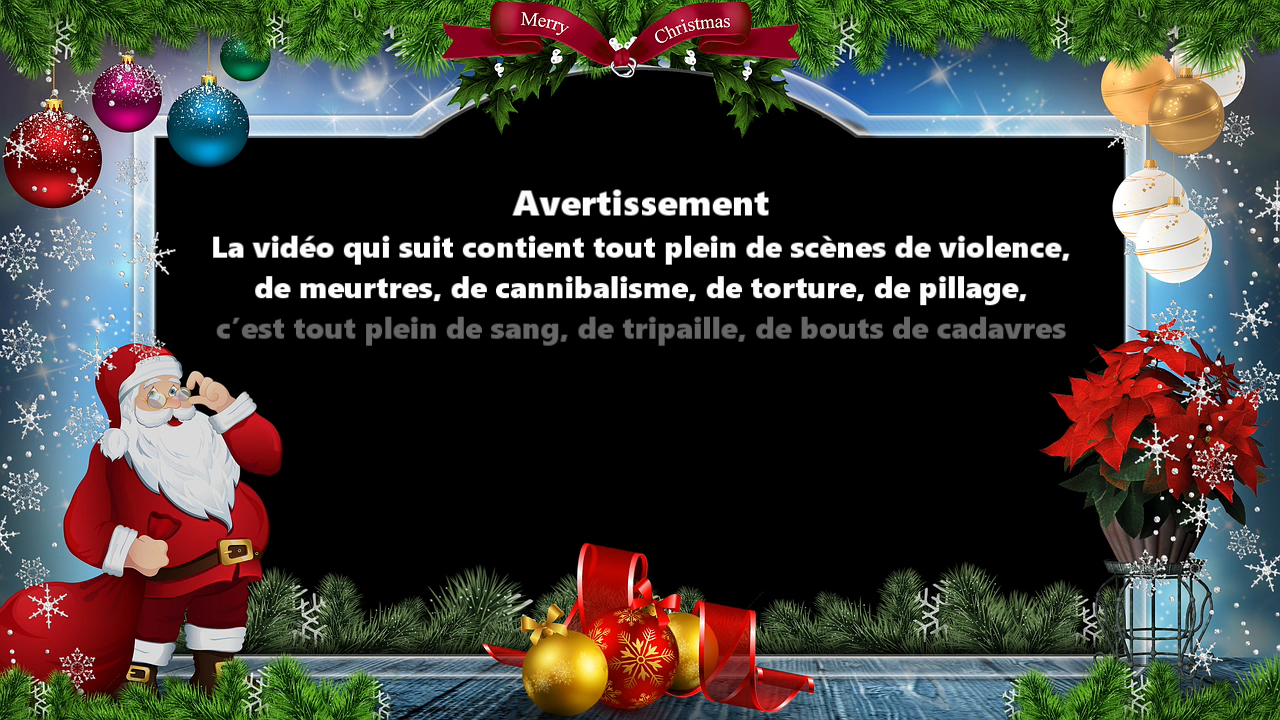 Merry Christmas
Avertissement
La vidéo qui suit contient tout plein de scènes de violence,
de meurtres, de cannibalisme, de torture, de pillage,
c´est tout plein de sang, de tripaille, de bouts de cadavres